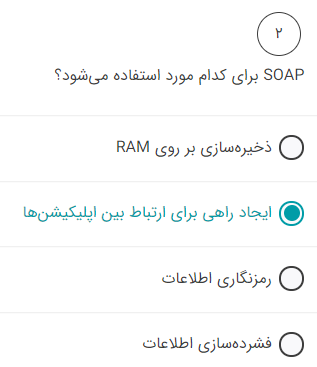 ۲
SOAP برای کدام مورد استفاده می‌شود؟
ذخیره‌سازی بر روی RAM
ایجاد راهی برای ارتباط بین اپلیکیشن‌ها
رمزنگاری اطلاعات
فشرده‌سازی اطلاعات